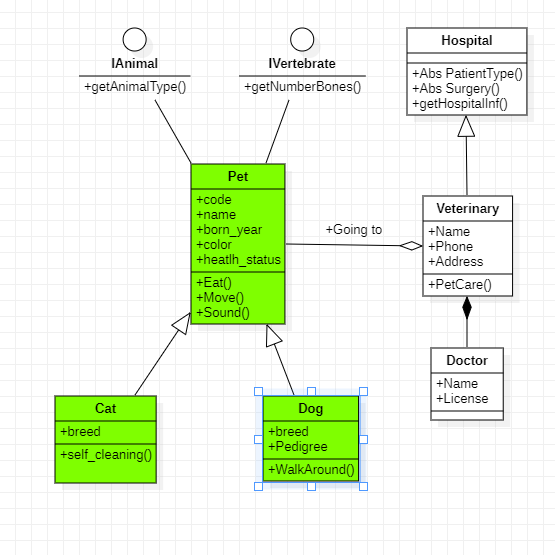 IAnimal
+getAnimalType()
IVertebrate
+getNumberBones()
Hospital
+Abs PatientType()
+Abs Surgery()
+getHospitalInf()
Pet
+code
+name
+born_year
+color
+heatlh_status
+Eat()
+Move()
+Sound()
+Going to
Veterinary
+Name
+Phone
+Address
+PetCare()
Doctor
+Name
+License
Cat
+breed
+self_cleaning()
Dog
+breed
+Pedigree
+WalkAround()